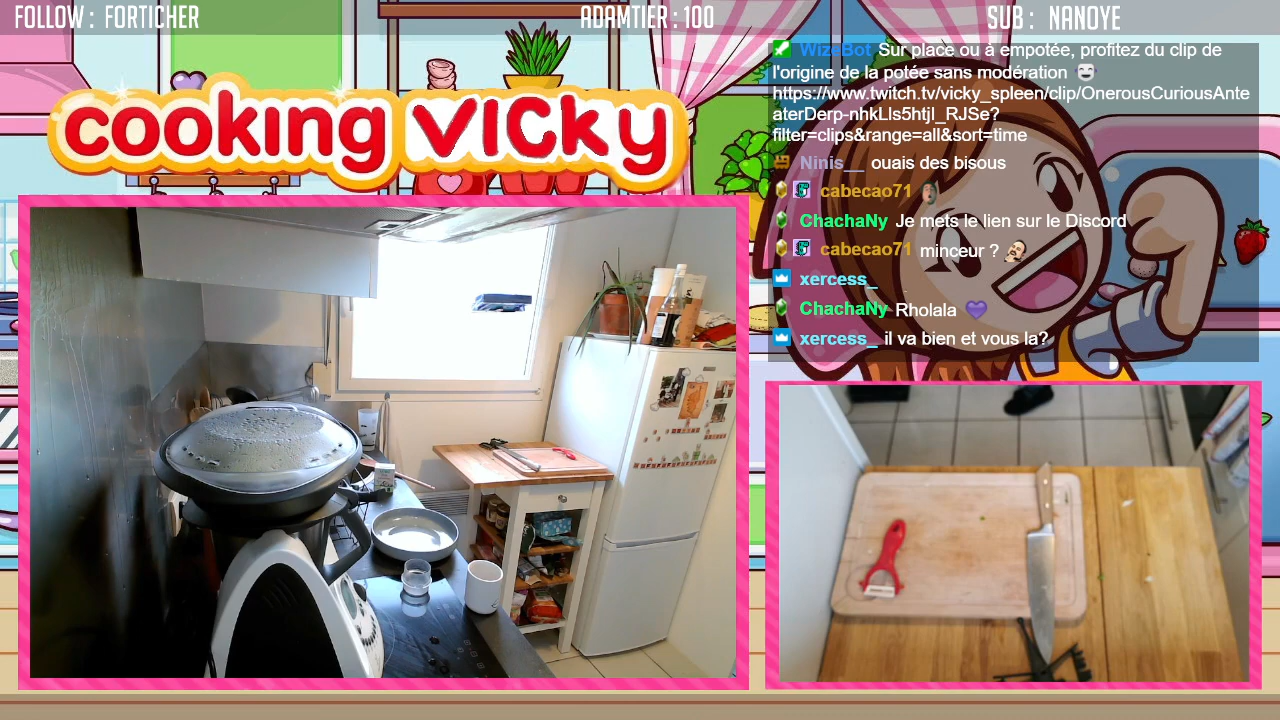 FOLLOW : FORTICHER
ADAMTIER : 100
SUB : NANOYE
cooking VICKY
WizeBot Sur place ou à empotée, profitez du clip de
l'origine de la potée sans modération
https://www.twitch.tv/vicky_spleen/clip/OnerousCuriousAnte
aterDerp-nhkLls5htjl_RJSe?
filter=clips&range=all&sort=time
Ninis__ ouais des bisous
cabecao71
ChachaNy Je mets le lien sur le Discord
cabecao71 minceur ?
xercess_
ChachaNy Rholala
xercess_ il va bien et vous la?